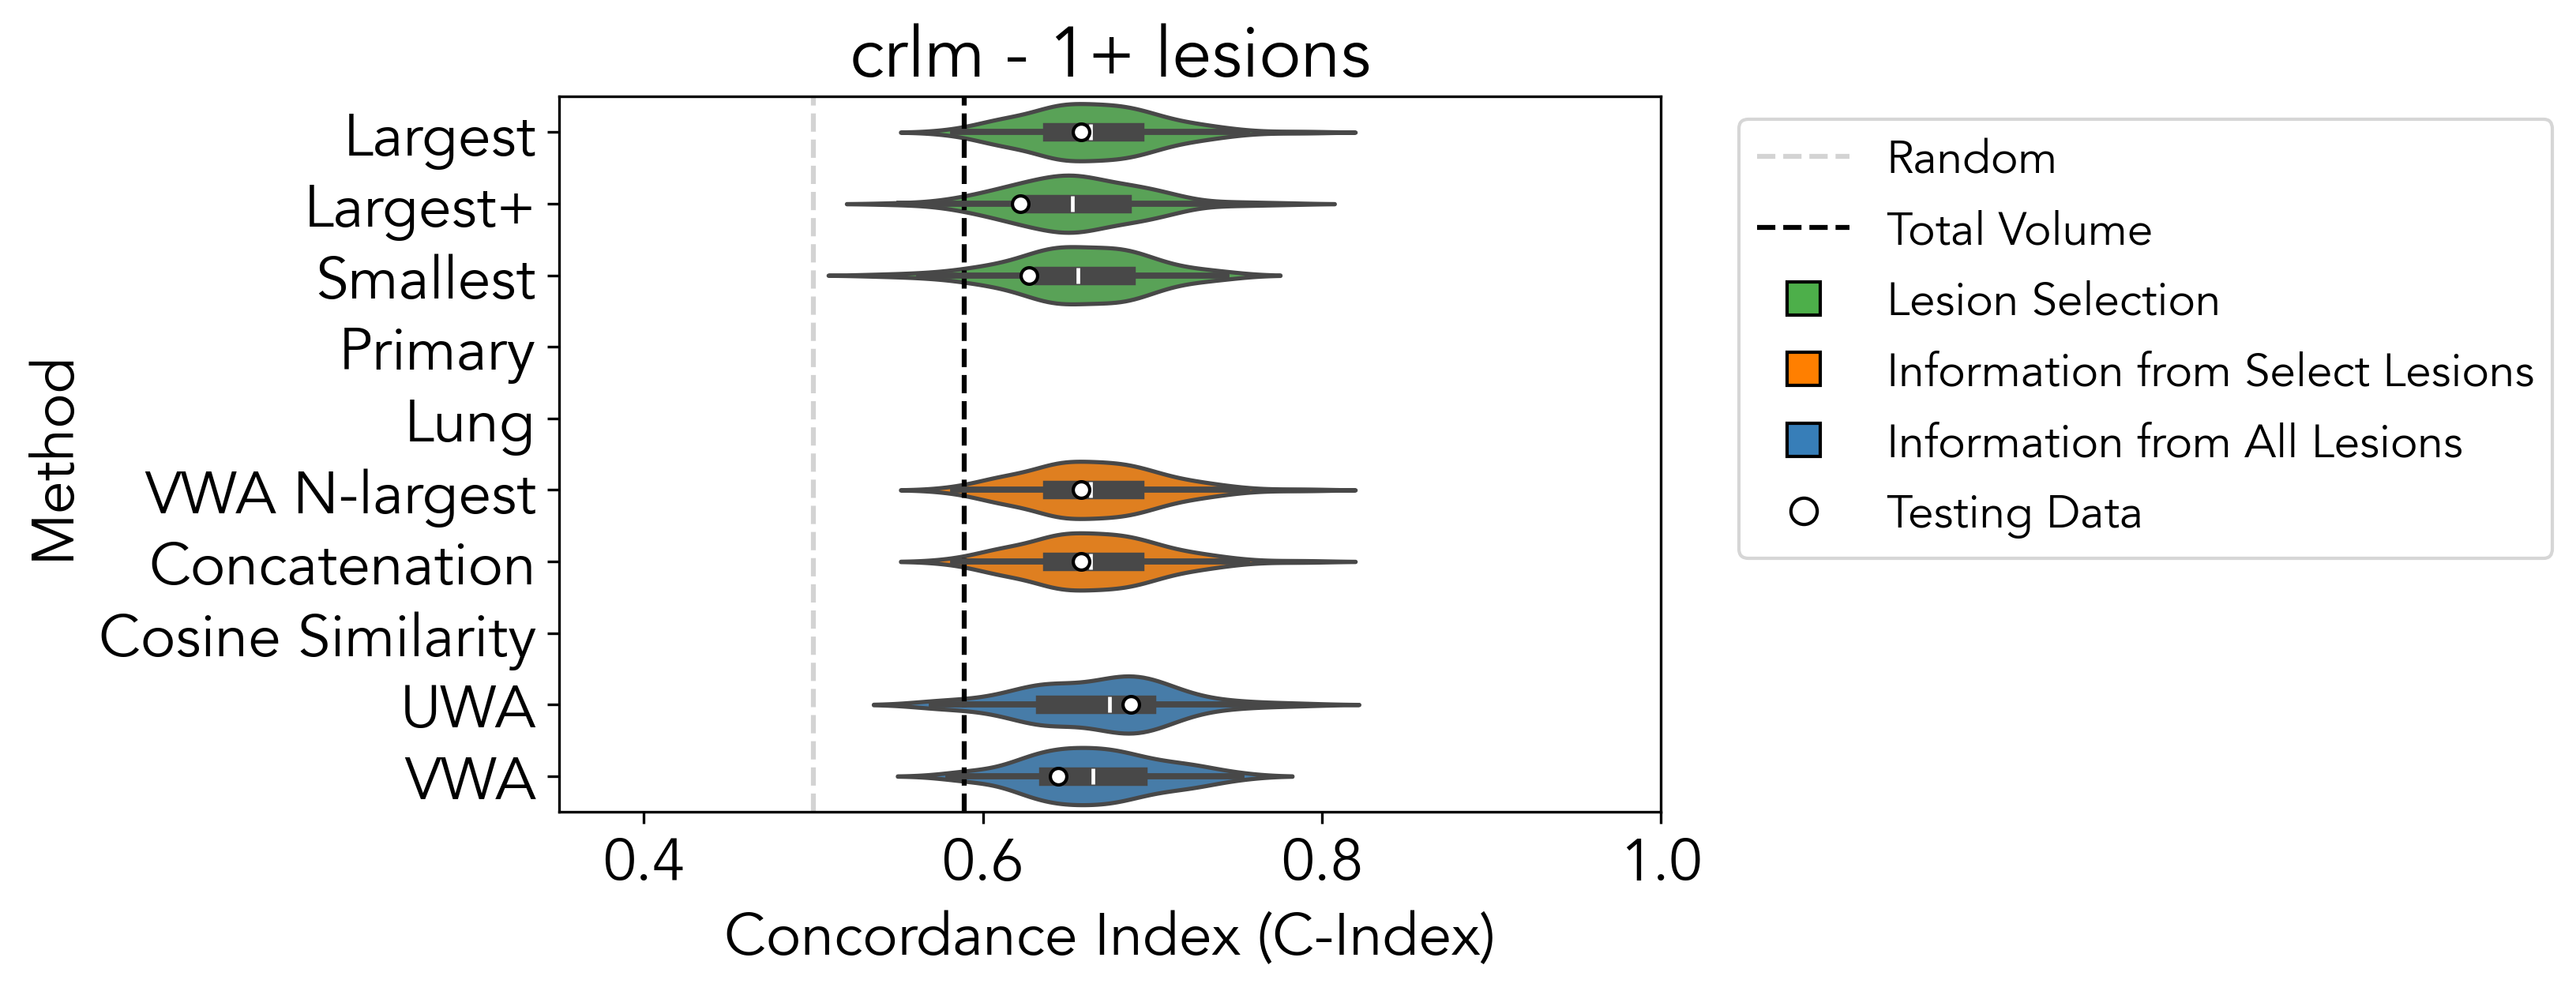 crlm - 1+ lesions
Method
Largest
Largest+
Smallest
Primary
Lung
VWA N-largest
Concatenation
Cosine Similarity
UWA
VWA
0.4 0.6 0.8 1.0
Concordance Index (C-Index)
Random
Total Volume
Lesion Selection
Information from Select Lesions
Information from All Lesions
Testing Data